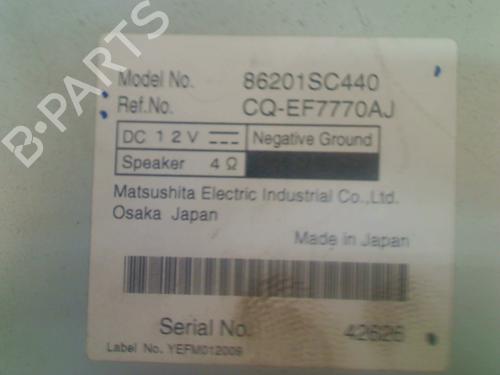 B-PARTS
Model No. 86201SC440
Ref.No. CQ-EF7770AJ
DC 12V Negative Ground
Speaker 4Ω
Matsushita Electric Industrial Co.,Ltd.
Osaka Japan
Made in Japan
Serial No. 42626
Label No. YEFM012009